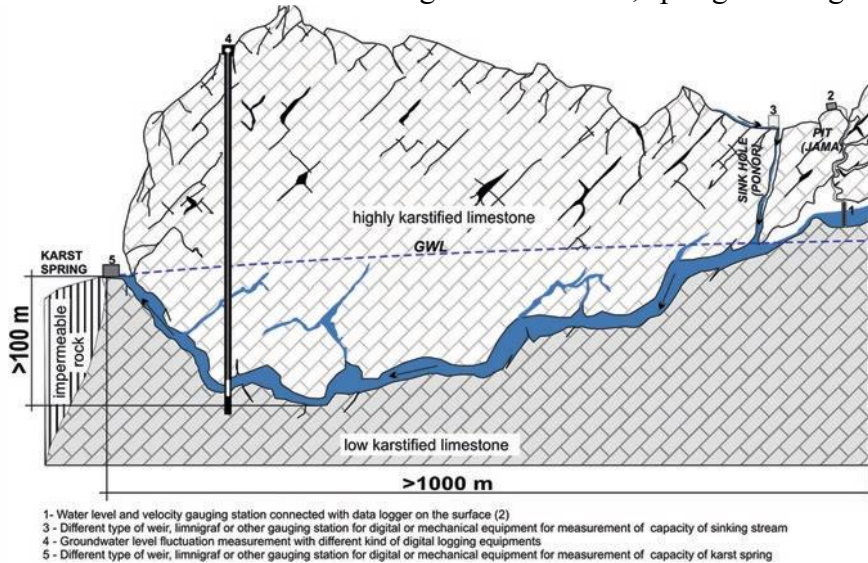 4
2
3
PIT
(JAMA)
SINK HOLE
(PONOR)
1
highly karstified limestone
GWL
KARST
SPRING
5
>100 m
impermeable
rock
low karstified limestone
>1000 m
1- Water level and velocity gauging station connected with data logger on the surface (2)
3 - Different type of weir, limnigraf or other gauging station for digital or mechanical equipment for measurement of capacity of sinking stream
4 - Groundwater level fluctuation measurement with different kind of digital logging equipments
5 - Different type of weir, limnigraf or other gauging station for digital or mechanical equipment for measurement of capacity of karst spring